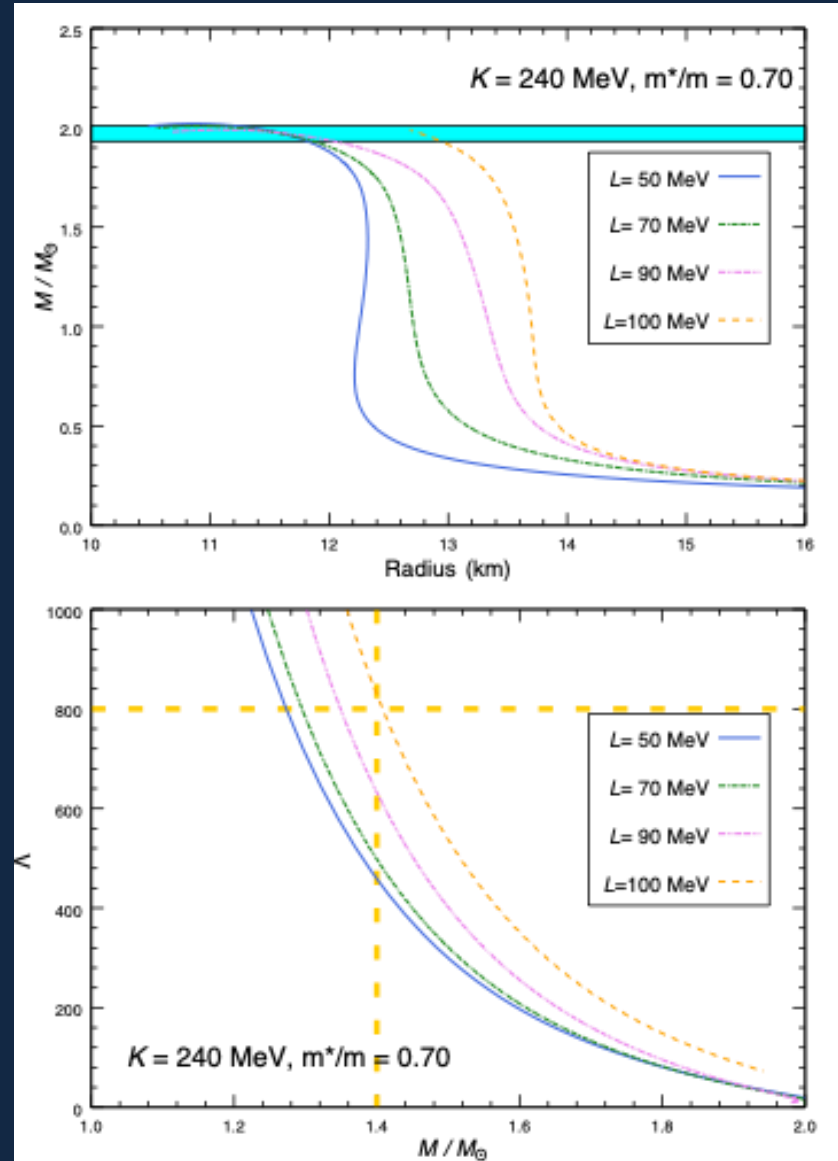 2.5
K = 240 MeV, m*/m = 0.70
2.0
L= 50 MeV
1.5
L= 70 MeV
M / M⊙
L= 90 MeV
1.0
L=100 MeV
0.5
0.0
10 11 12 13 14 15 16
Radius (km)
1000
800
L= 50 MeV
600
L= 70 MeV
L= 90 MeV
Λ
400
L=100 MeV
200
K = 240 MeV, m*/m = 0.70
0
1.0 1.2 1.4 1.6 1.8 2.0
M / M⊙